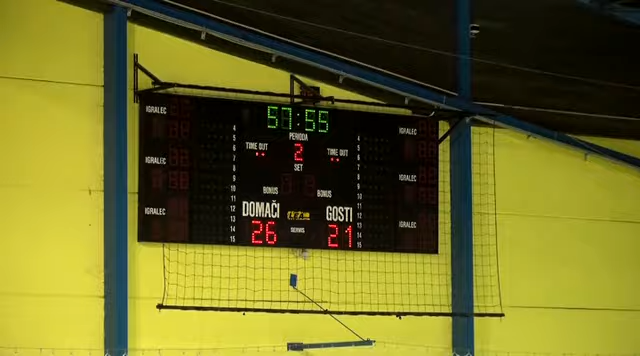 57:55
IGRALEC IGRALEC
PERIODA
TIME OUT 2 TIME OUT
SET
IGRALEC IGRALEC
BONUS BONUS
DOMAČI GOSTI
IGRALEC SERVIS IGRALEC
26 21
4 4
5 5
6 6
7 7
8 8
9 9
10 10
11 11
12 12
13 13
14 14
15 15